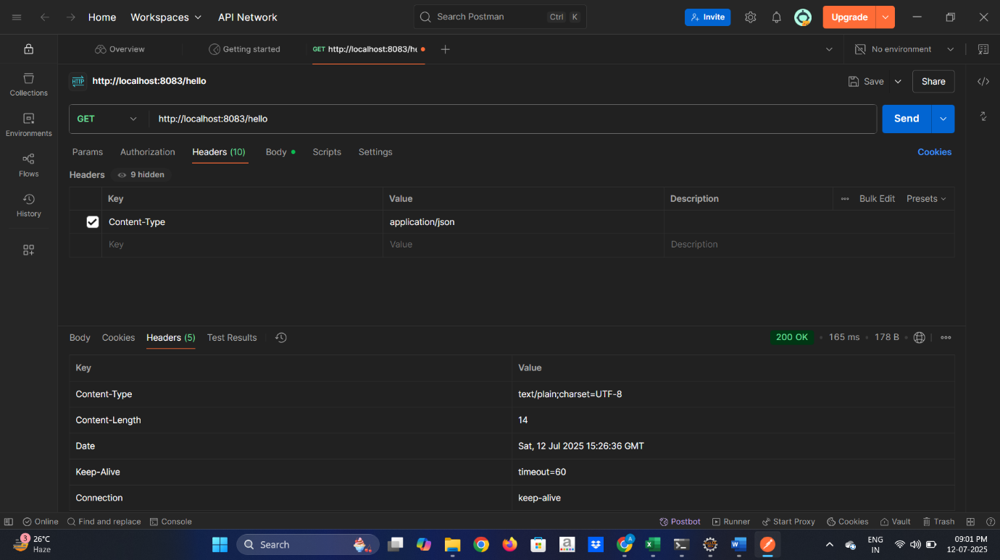 Home Workspaces API Network Search Postman Ctrl K Invite Upgrade
Overview Getting started GET http://localhost:8083/he No environment
HTTP http://localhost:8083/hello Save Share
Collections
GET http://localhost:8083/hello Send
Environments
Params Authorization Headers (10) Body Scripts Settings Cookies
Flows
Headers 9 hidden
Key Value Description Bulk Edit Presets
History
Content-Type application/json
Key Value Description
Body Cookies Headers (5) Test Results 200 OK 165 ms 178 B
Key Value
Content-Type text/plain;charset=UTF-8
Content-Length 14
Date Sat, 12 Jul 2025 15:26:36 GMT
Keep-Alive timeout=60
Connection keep-alive
Online Find and replace Console Postbot Runner Start Proxy Cookies Vault Trash
3 26°C Search a A ENG 09:01 PM
Haze IN 12-07-2025